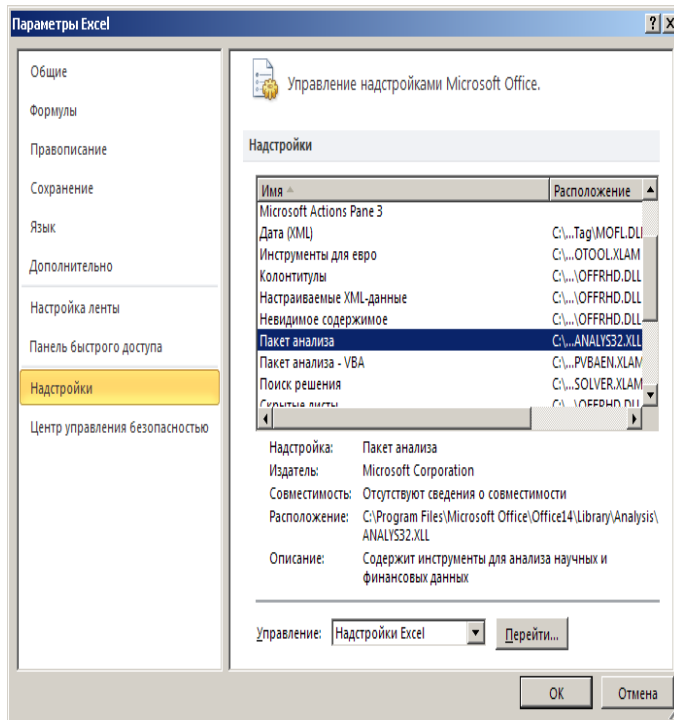 Параметры Excel
Общие
Формулы
Правописание
Сохранение
Язык
Дополнительно
Настройка ленты
Панель быстрого доступа
Надстройки
Центр управления безопасностью
Управление надстройками Microsoft Office.
Надстройки
Имя Расположение
Microsoft Actions Pane 3
Дата (XML) C:\...Tag\MOFL.DLI
Инструменты для евро C:\...OTOOL.XLAM
Колонтитулы C:\...\OFFRHD.DLL
Настраиваемые XML-данные C:\...\OFFRHD.DLL
Невидимое содержимое C:\...\OFFRHD.DLL
Пакет анализа C:\...ANALYS32.XLL
Пакет анализа - VBA C:\...PVBAEN.XLAM
Поиск решения C:\...SOLVER.XLAM
Скрытые листы C:\...\OFFRHD.DLL
Надстройка: Пакет анализа
Издатель: Microsoft Corporation
Совместимость: Отсутствуют сведения о совместимости
Расположение: C:\Program Files\Microsoft Office\Office14\Library\Analysis\
ANALYS32.XLL
Описание: Содержит инструменты для анализа научных и
финансовых данных
Управление: Надстройки Excel Перейти...
ОК Отмена